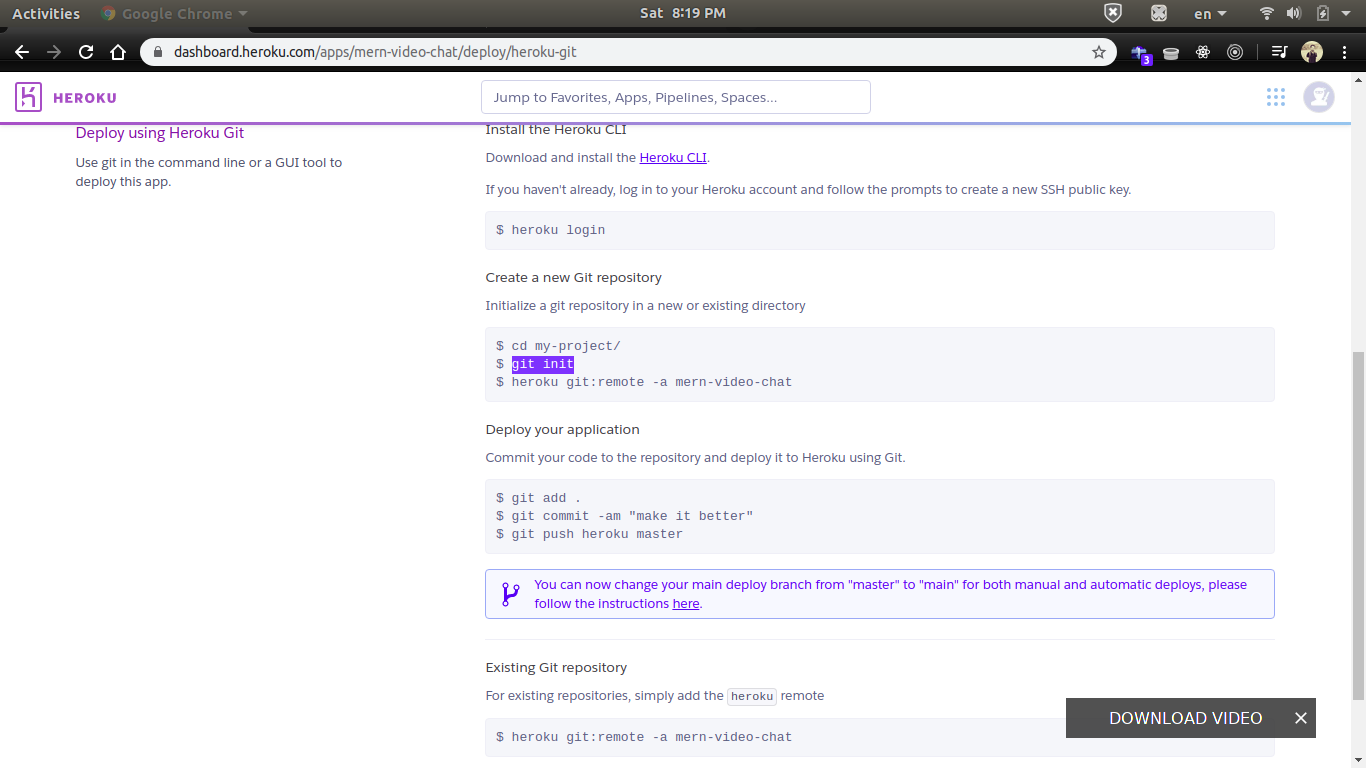 Activities Google Chrome Sat 8:19 PM en
dashboard.heroku.com/apps/mern-video-chat/deploy/heroku-git 3
HEROKU Jump to Favorites, Apps, Pipelines, Spaces...
Deploy using Heroku Git
Use git in the command line or a GUI tool to
deploy this app.
Install the Heroku CLI
Download and install the Heroku CLI.
If you haven't already, log in to your Heroku account and follow the prompts to create a new SSH public key.
$ heroku login
Create a new Git repository
Initialize a git repository in a new or existing directory
$ cd my-project/
$ git init
$ heroku git:remote -a mern-video-chat
Deploy your application
Commit your code to the repository and deploy it to Heroku using Git.
$ git add .
$ git commit -am "make it better"
$ git push heroku master
You can now change your main deploy branch from "master" to "main" for both manual and automatic deploys, please
follow the instructions here.
Existing Git repository
For existing repositories, simply add the heroku remote
$ heroku git:remote -a mern-video-chat
DOWNLOAD VIDEO